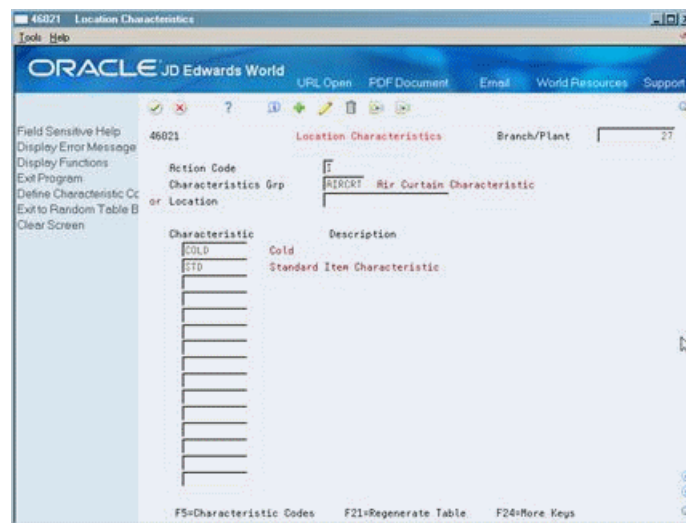 46021 Location Characteristics
Tools Help
ORACLE JD Edwards World
URL Open PDF Document Email World Resources Support
Field Sensitive Help
Display Error Message
Display Functions
Exit Program
Define Characteristic Cc
Exit to Random Table B
Clear Screen
46021 Location Characteristics Branch/Plant 27
Action Code I
Characteristics Grp AIRCRT Air Curtain Characteristic
or Location
Characteristic Description
COLD Cold
STD Standard Item Characteristic
F5=Characteristic Codes F21=Regenerate Table F24=More Keys